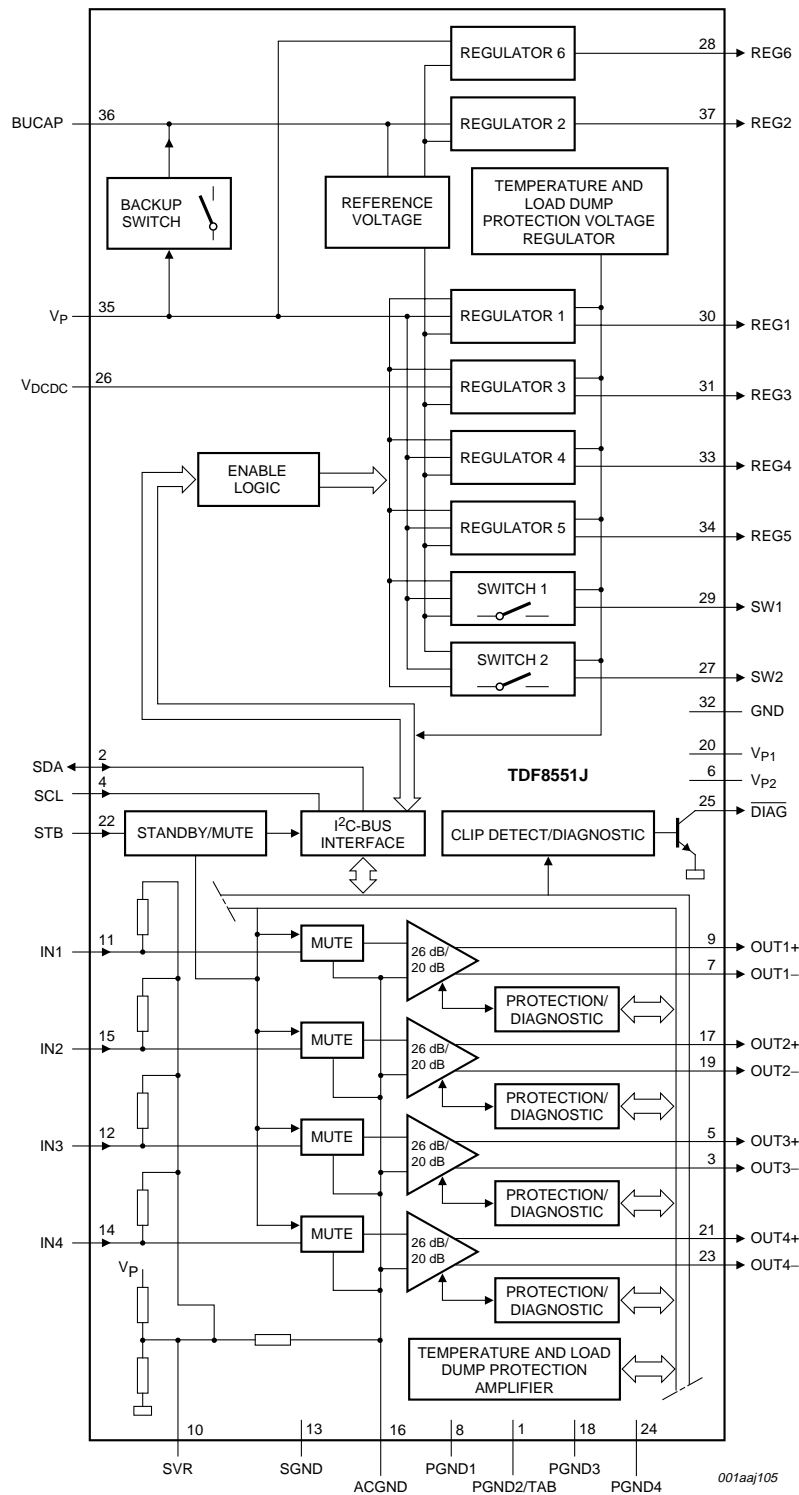 REGULATOR 6
28
REG6
BUCAP
36
REGULATOR 2
37
REG2
BACKUP
SWITCH
REFERENCE
VOLTAGE
TEMPERATURE AND
LOAD DUMP
PROTECTION VOLTAGE
REGULATOR
VP
35
REGULATOR 1
30
REG1
VDCDC
26
REGULATOR 3
31
REG3
ENABLE
LOGIC
REGULATOR 4
33
REG4
REGULATOR 5
34
REG5
SWITCH 1
29
SW1
SWITCH 2
27
SW2
32
GND
20
VP1
6
VP2
TDF8551J
SDA
2
SCL
4
STB
22
STANDBY/MUTE
I2C-BUS
INTERFACE
CLIP DETECT/DIAGNOSTIC
25
DIAG
IN1
11
MUTE
26 dB/
20 dB
9
OUT1+
7
OUT1−
PROTECTION/
DIAGNOSTIC
IN2
15
MUTE
26 dB/
20 dB
17
OUT2+
19
OUT2−
PROTECTION/
DIAGNOSTIC
IN3
12
MUTE
26 dB/
20 dB
5
OUT3+
3
OUT3−
PROTECTION/
DIAGNOSTIC
IN4
14
MUTE
26 dB/
20 dB
21
OUT4+
23
OUT4−
PROTECTION/
DIAGNOSTIC
VP
TEMPERATURE AND LOAD
DUMP PROTECTION
AMPLIFIER
10
13
16
8
1
18
24
SVR
SGND
ACGND
PGND1
PGND2/TAB
PGND3
PGND4
001aaj105